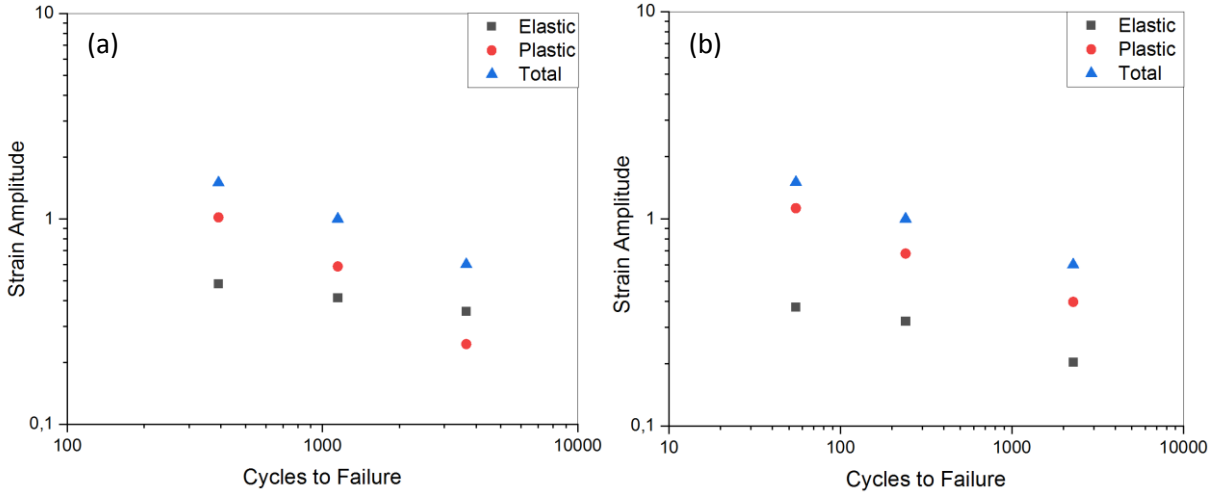 (a)
Elastic
Plastic
Total
10
1
0,1
100
1000
10000
Strain Amplitude
Cycles to Failure
(b)
Elastic
Plastic
Total
10
1
0,1
10
100
1000
10000
Strain Amplitude
Cycles to Failure